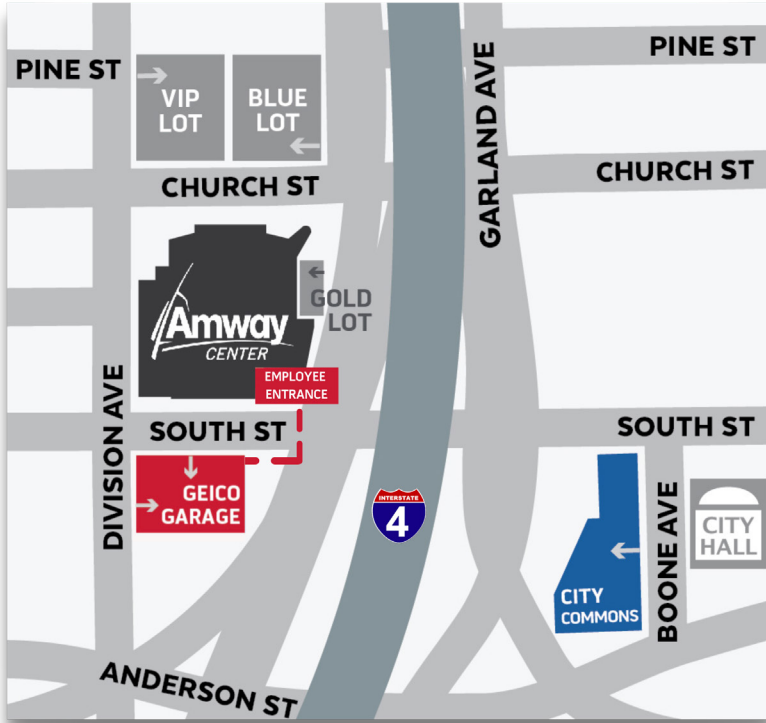 PINE ST
PINE ST
VIP
LOT
BLUE
LOT
GARLAND AVE
CHURCH ST
CHURCH ST
Amway
CENTER
GOLD
LOT
EMPLOYEE
ENTRANCE
DIVISION AVE
SOUTH ST
SOUTH ST
GEICO
GARAGE
INTERSTATE
4
BOONE AVE
CITY
HALL
CITY
COMMONS
ANDERSON ST